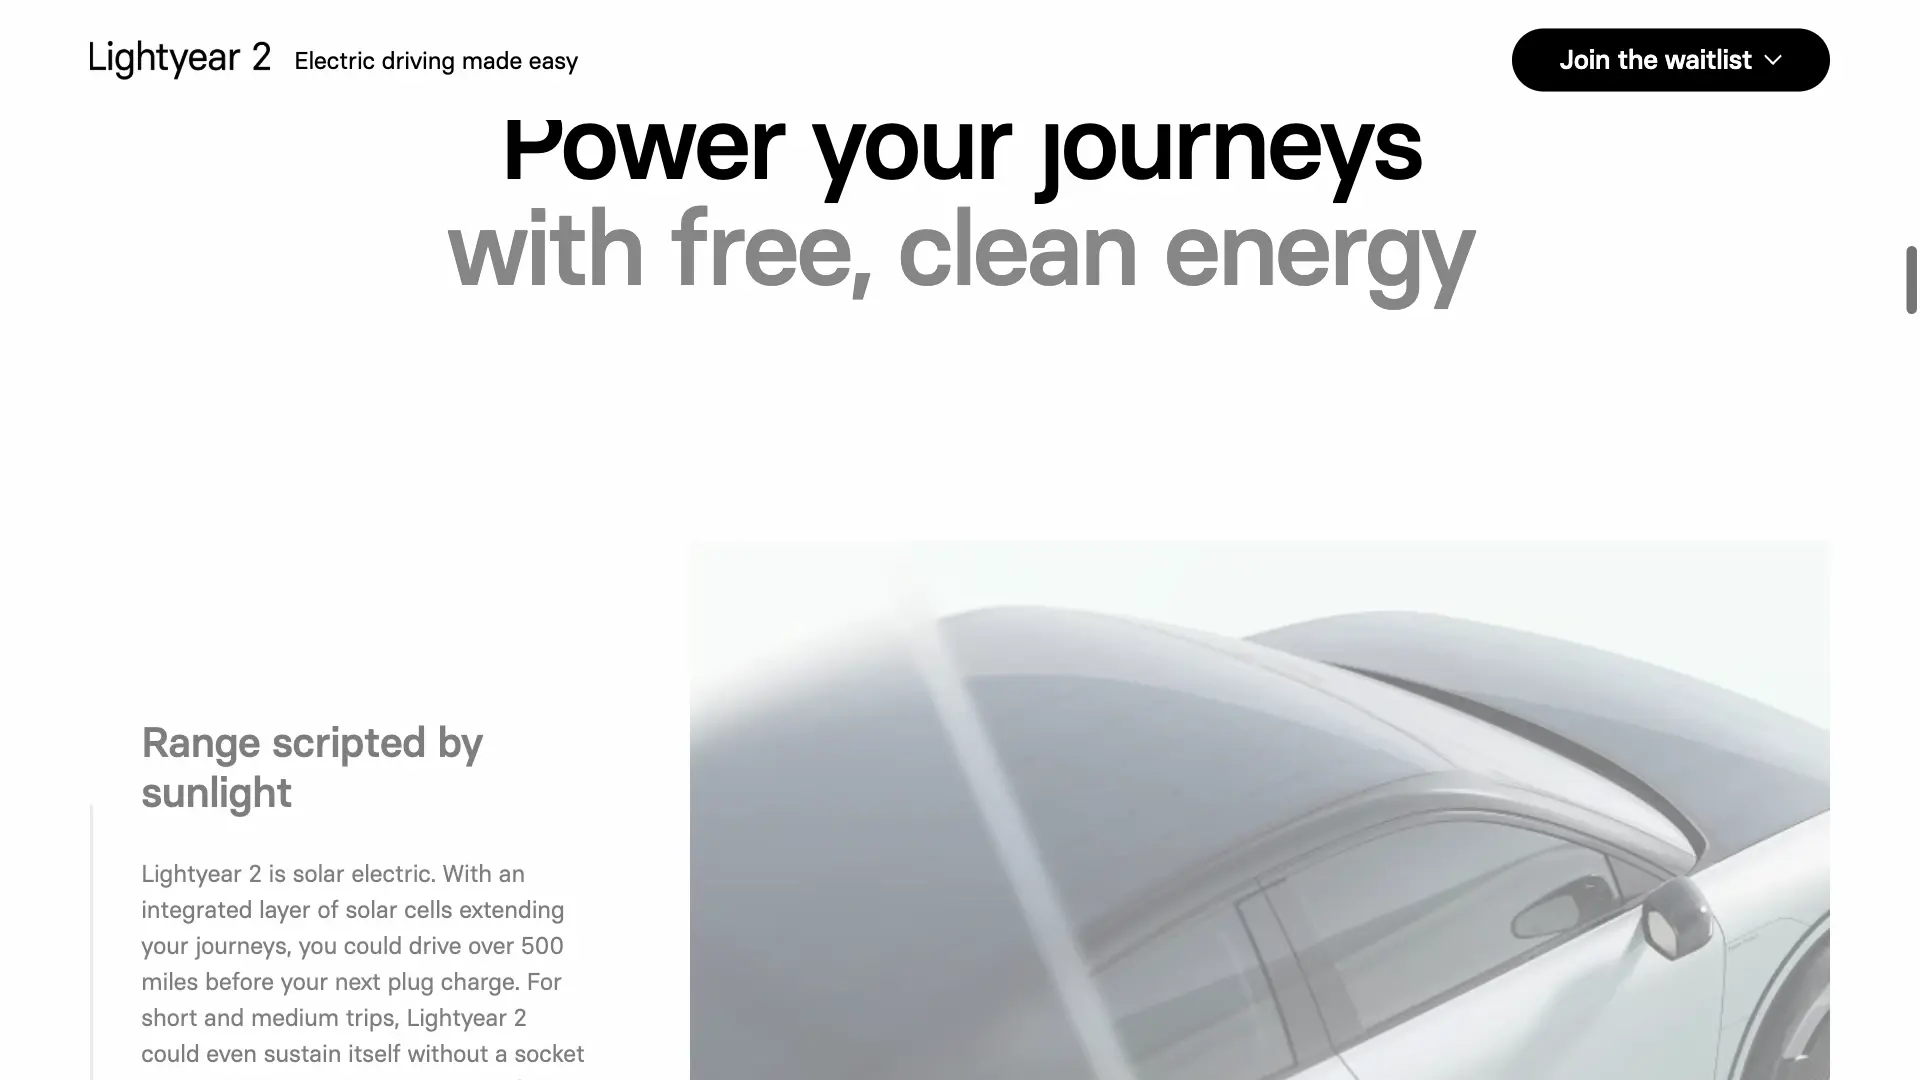 Lightyear 2 Electric driving made easy
Join the waitlist
Power your journeys
with free, clean energy
Range scripted by
sunlight
Lightyear 2 is solar electric. With an
integrated layer of solar cells extending
your journeys, you could drive over 500
miles before your next plug charge. For
short and medium trips, Lightyear 2
could even sustain itself without a socket